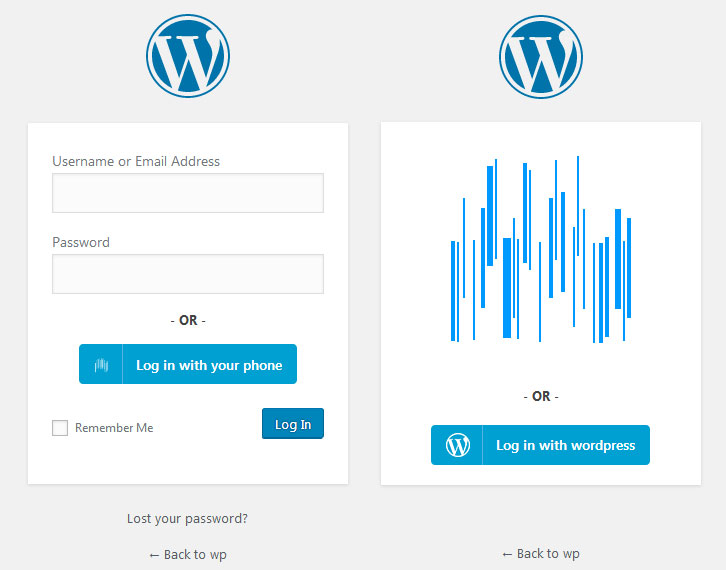 Username or Email Address
Password
- OR -
Log in with your phone
Remember Me
Log In
Lost your password?
← Back to wp
- OR -
Log in with wordpress
← Back to wp